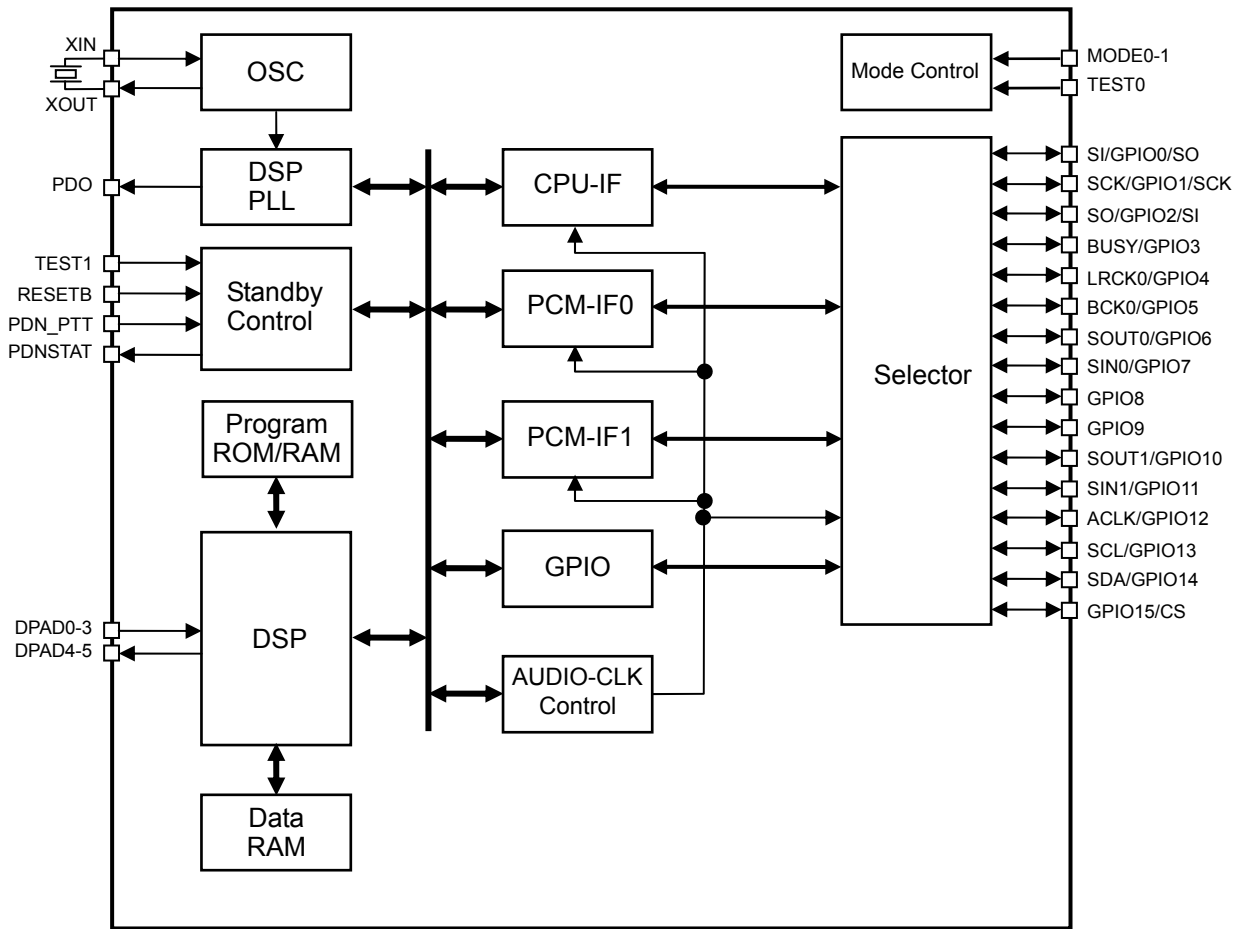 XIN
XOUT
PDO
TEST1
RESETB
PDN_PTT
PDNSTAT
DPAD0-3
DPAD4-5
OSC
DSP
PLL
Standby
Control
Program
ROM/RAM
DSP
Data
RAM
CPU-IF
PCM-IF0
PCM-IF1
GPIO
AUDIO-CLK
Control
Mode Control
Selector
MODE0-1
TEST0
SI/GPIO0/SO
SCK/GPIO1/SCK
SO/GPIO2/SI
BUSY/GPIO3
LRCK0/GPIO4
BCK0/GPIO5
SOUT0/GPIO6
SIN0/GPIO7
GPIO8
GPIO9
SOUT1/GPIO10
SIN1/GPIO11
ACLK/GPIO12
SCL/GPIO13
SDA/GPIO14
GPIO15/CS